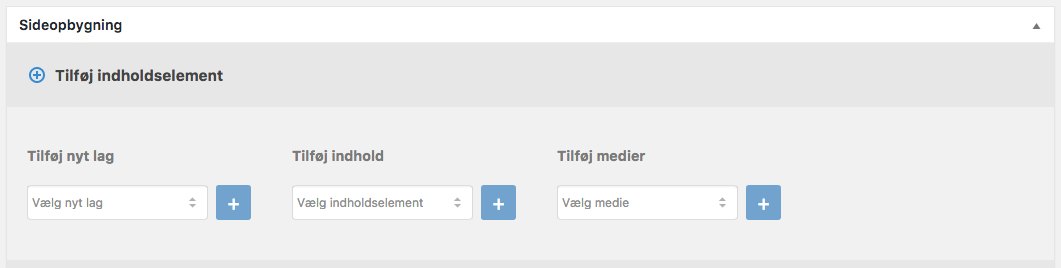 Sideopbygning
Tilføj indholdselement
Tilføj nyt lag
Vælg nyt lag
Tilføj indhold
Vælg indholdselement
Tilføj medier
Vælg medie